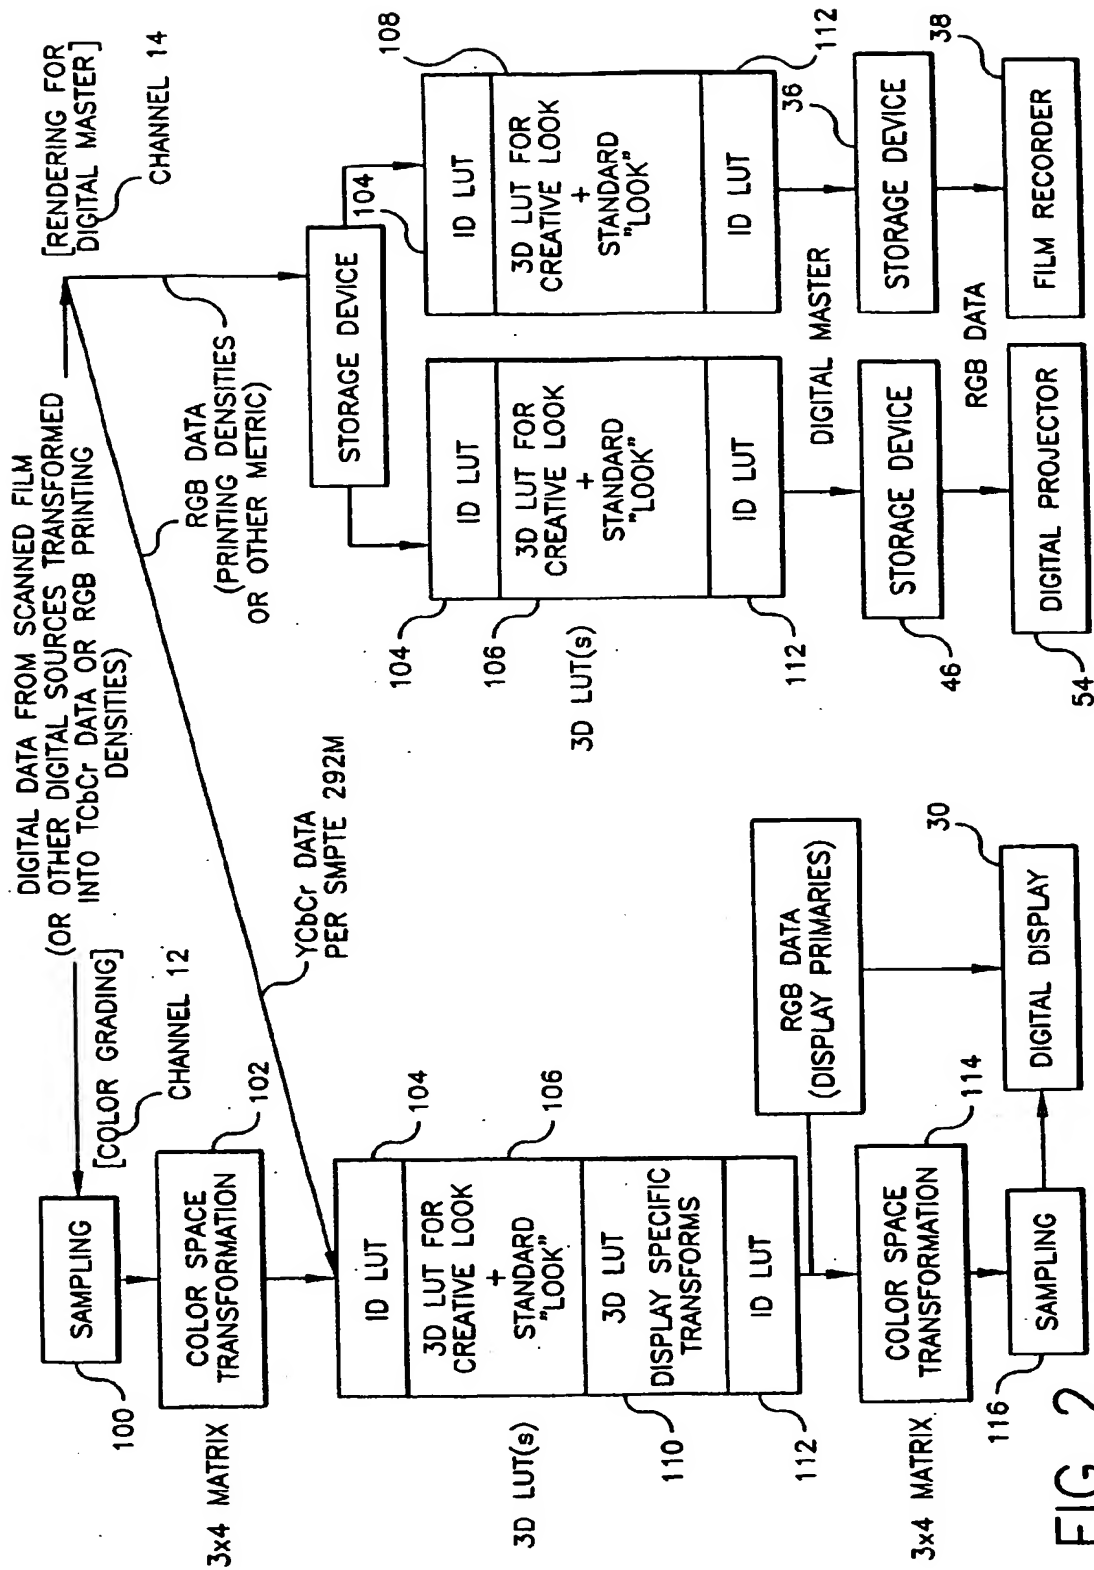 DIGITAL DATA FROM SCANNED FILM
(OR OTHER DIGITAL SOURCES TRANSFORMED
INTO TCbCr DATA OR RGB PRINTING
DENSITIES)
[COLOR GRADING]
CHANNEL 12
[RENDERING FOR
DIGITAL MASTER]
CHANNEL 14
SAMPLING
100
COLOR SPACE
TRANSFORMATION
102
3x4 MATRIX
YCbCr DATA
PER SMPTE 292M
RGB DATA
(PRINTING DENSITIES
OR OTHER METRIC)
ID LUT
104
3D LUT FOR
CREATIVE LOOK
+
STANDARD
"LOOK"
106
3D LUT
DISPLAY SPECIFIC
TRANSFORMS
110
ID LUT
112
3D LUT(s)
RGB DATA
(DISPLAY PRIMARIES)
COLOR SPACE
TRANSFORMATION
114
3x4 MATRIX
SAMPLING
116
DIGITAL DISPLAY
30
STORAGE DEVICE
104
ID LUT
106
3D LUT FOR
CREATIVE LOOK
+
STANDARD
"LOOK"
ID LUT
112
3D LUT(s)
104
ID LUT
108
3D LUT FOR
CREATIVE LOOK
+
STANDARD
"LOOK"
ID LUT
112
DIGITAL MASTER
STORAGE DEVICE
46
STORAGE DEVICE
36
RGB DATA
DIGITAL PROJECTOR
54
FILM RECORDER
38
FIG 2